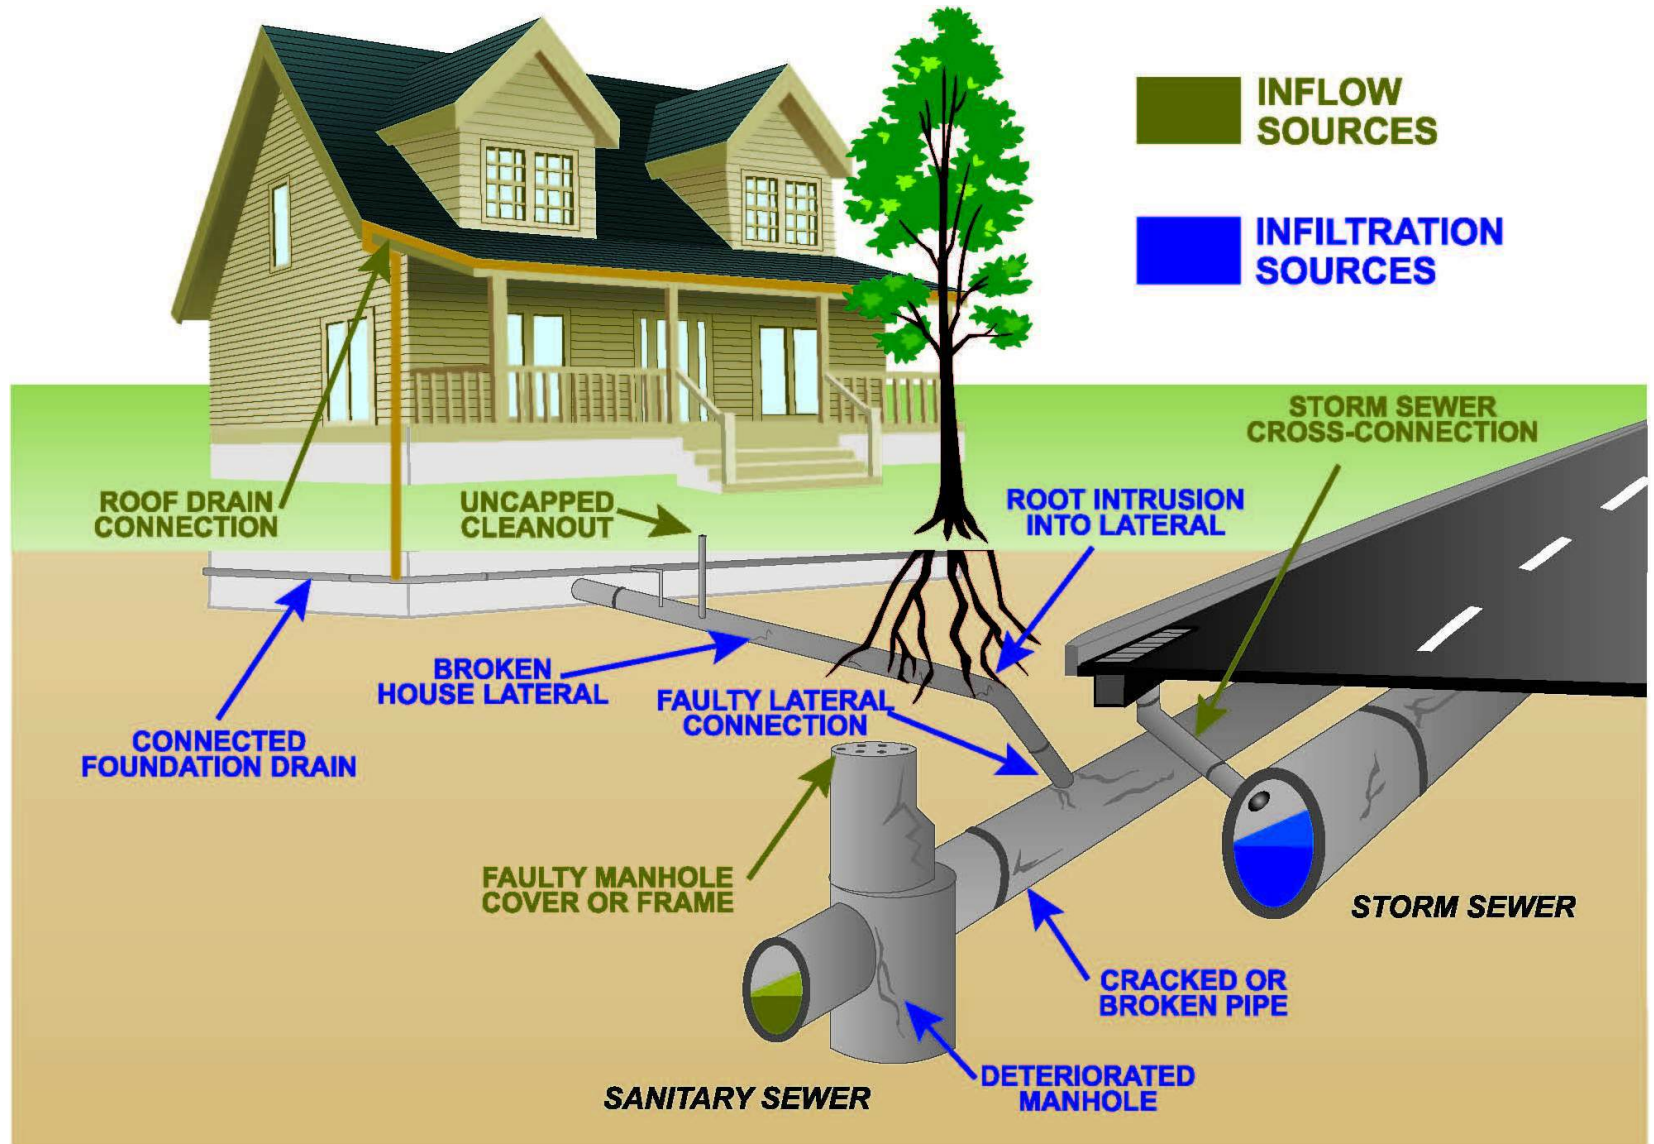 INFLOW
SOURCES
INFILTRATION
SOURCES
STORM SEWER
CROSS-CONNECTION
ROOF DRAIN
CONNECTION
UNCAPPED
CLEANOUT
ROOT INTRUSION
INTO LATERAL
BROKEN
HOUSE LATERAL
FAULTY LATERAL
CONNECTION
CONNECTED
FOUNDATION DRAIN
FAULTY MANHOLE
COVER OR FRAME
STORM SEWER
CRACKED OR
BROKEN PIPE
DETERIORATED
MANHOLE
SANITARY SEWER